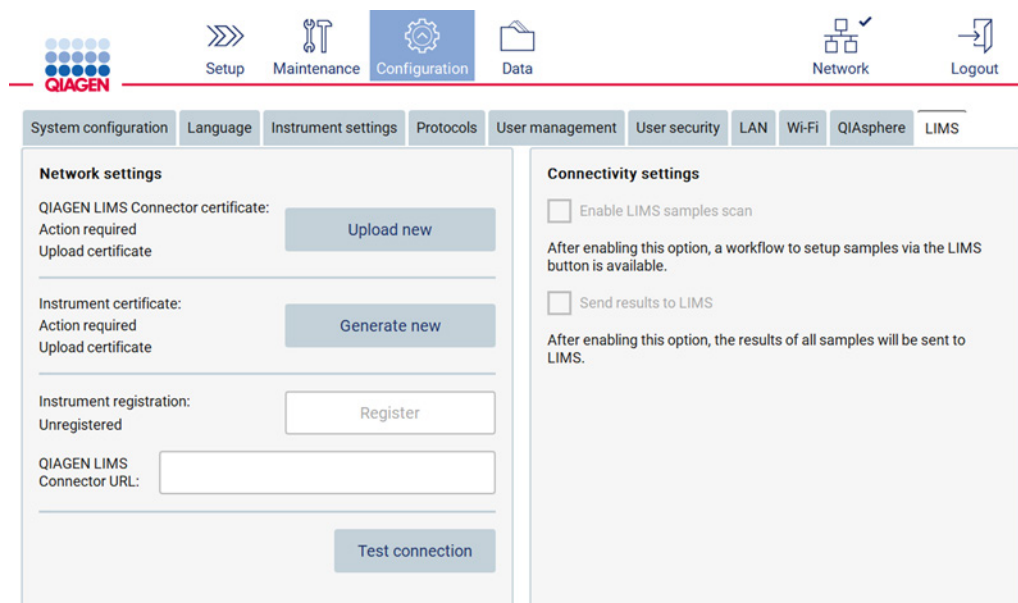 QIAGEN
Setup
Maintenance
Configuration
Data
Network
Logout
System configuration
Language
Instrument settings
Protocols
User management
User security
LAN
Wi-Fi
QIAsphere
LIMS
Network settings
QIAGEN LIMS Connector certificate:
Action required
Upload certificate
Upload new
Instrument certificate:
Action required
Upload certificate
Generate new
Instrument registration:
Unregistered
Register
QIAGEN LIMS
Connector URL:
Test connection
Connectivity settings
Enable LIMS samples scan
After enabling this option, a workflow to setup samples via the LIMS
button is available.
Send results to LIMS
After enabling this option, the results of all samples will be sent to
LIMS.